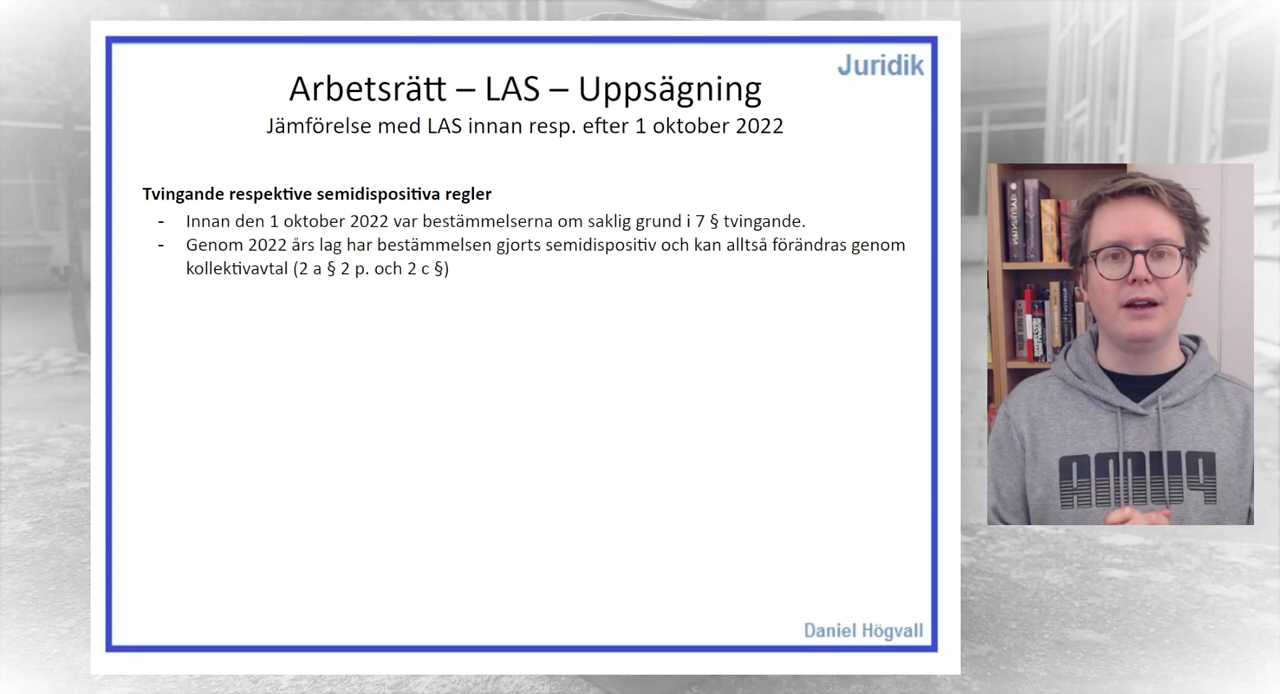 Juridik
Arbetsrätt – LAS – Uppsägning
Jämförelse med LAS innan resp. efter 1 oktober 2022
Tvingande respektive semidispositiva regler
- Innan den 1 oktober 2022 var bestämmelserna om saklig grund i 7 § tvingande.
- Genom 2022 års lag har bestämmelsen gjorts semidispositiv och kan alltså förändras genom
kollektivavtal (2 a § 2 p. och 2 c §)
Daniel Högvall